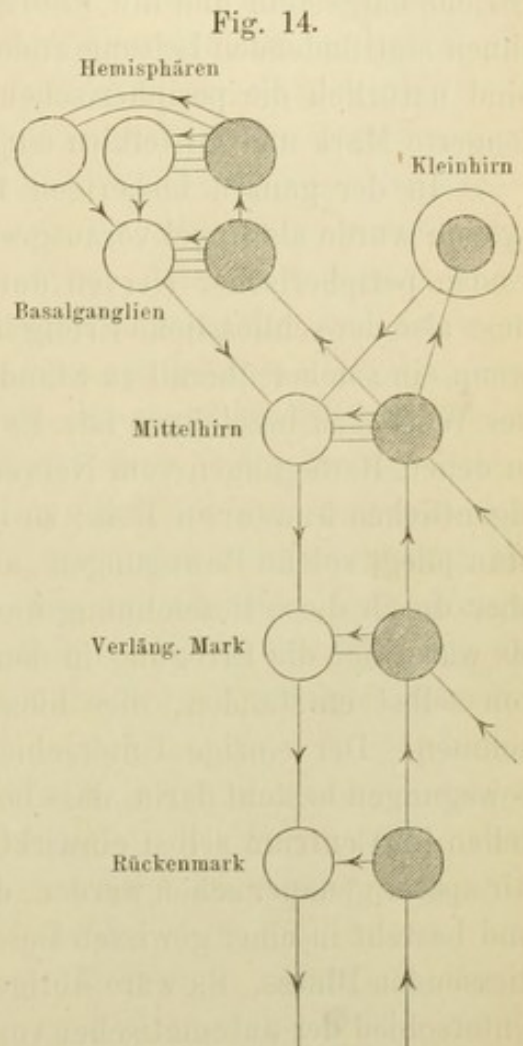 Fig. 14.
Hemisphären
Kleinhirn
Basalganglien
Mittelhirn
Verläng. Mark
Rückenmark